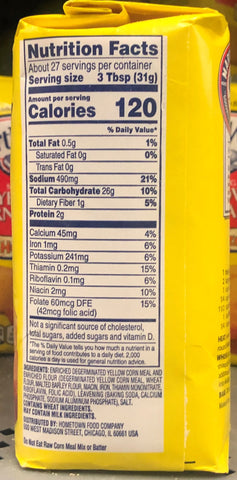 Nutrition Facts
About 27 servings per container
Serving size 3 Tbsp (31g)
Amount per serving
Calories 120
% Daily Value*
Total Fat 0.5g 1%
Saturated Fat 0g 0%
Trans Fat 0g
Sodium 490mg 21%
Total Carbohydrate 26g 10%
Dietary Fiber 1g 5%
Protein 2g
Calcium 45mg 4%
Iron 1mg 6%
Potassium 241mg 6%
Thiamin 0.2mg 15%
Riboflavin 0.1mg 6%
Niacin 2mg 10%
Folate 60mcg DFE 15%
(42mcg folic acid)
Not a significant source of cholesterol,
total sugars, added sugars and vitamin D.
*The % Daily Value tells you how much a nutrient in a
serving of food contributes to a daily diet. 2,000
calories a day is used for general nutrition advice.
INGREDIENTS: ENRICHED DEGERMINATED YELLOW CORN MEAL AND
ENRICHED FLOUR (DEGERMINATED YELLOW CORN MEAL, WHEAT
FLOUR, MALTED BARLEY FLOUR, NIACIN, IRON, THIAMIN MONONITRATE,
RIBOFLAVIN, FOLIC ACID), LEAVENING (BAKING SODA, CALCIUM
PHOSPHATE, SODIUM ALUMINUM PHOSPHATE), SALT.
CONTAINS WHEAT INGREDIENTS.
MAY CONTAIN MILK INGREDIENTS.
DISTRIBUTED BY: HOMETOWN FOOD COMPANY
500 WEST MADISON STREET, CHICAGO, IL 60661 USA
Do Not Eat Raw Corn Meal Mix or Batter